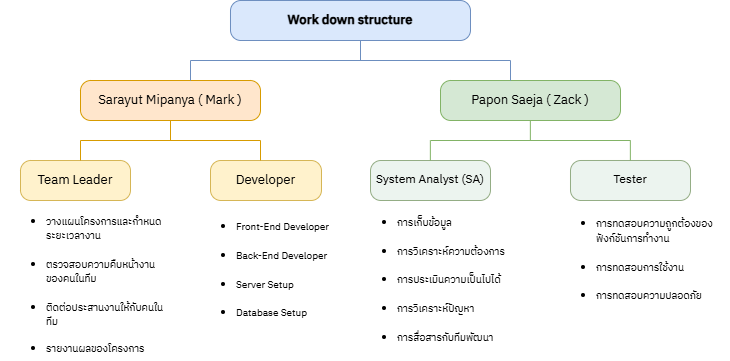 Work down structure
Sarayut Mipanya ( Mark )
Papon Saeja ( Zack )
Team Leader
Developer
System Analyst (SA)
Tester
วางแผนโครงการและกำหนด
ระยะเวลางาน
ตรวจสอบความคืบหน้างาน
ของคนในทีม
ติดต่อประสานงานให้กับคนใน
ทีม
รายงานผลของโครงการ
Front-End Developer
Back-End Developer
Server Setup
Database Setup
การเก็บข้อมูล
การวิเคราะห์ความต้องการ
การประเมินความเป็นไปได้
การวิเคราะห์ปัญหา
การสื่อสารกับทีมพัฒนา
การทดสอบความถูกต้องของ
ฟังก์ชันการทำงาน
การทดสอบการใช้งาน
การทดสอบความปลอดภัย